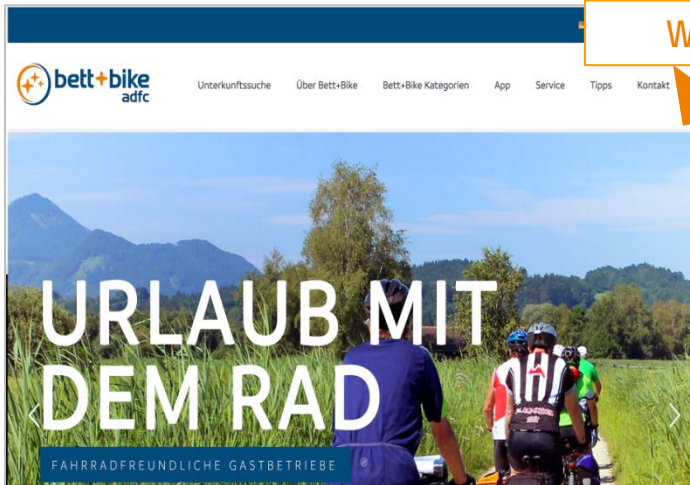 W
bett+bike
adfc
Unterkunftssuche Über Bett+Bike Bett+Bike Kategorien App Service Tipps Kontakt
URLAUB MIT
DEM RAD
FAHRRADFREUNDLICHE GASTBETRIEBE